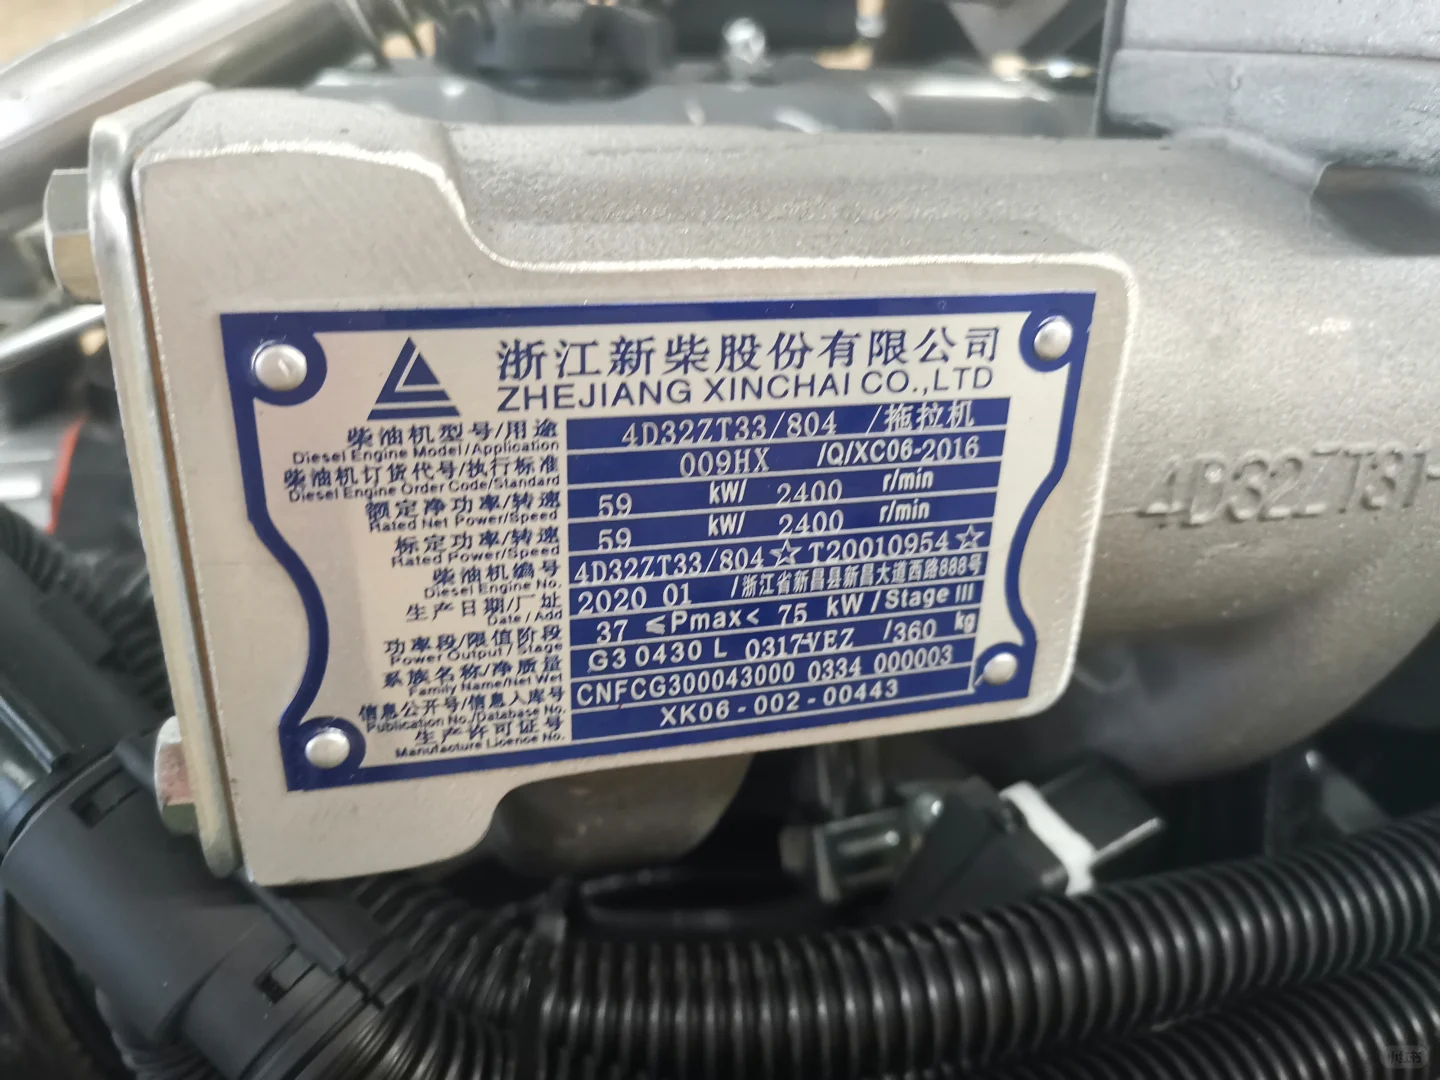 浙江新柴股份有限公司
ZHEJIANG XINCHAI CO.,LTD
柴油机型号/用途 4D32ZT33/804 /拖拉机
Diesel Engine Model/Application
柴油机订货代号/执行标准 009HX /Q/XC06-2016
Diesel Engine Order Code/Standard
额定净功率/转速 59 kW/ 2400 r/min
Rated Net Power/Speed
标定功率/转速 59 kW/ 2400 r/min
Rated Power/Speed
柴油机编号 4D32ZT33/804☆T20010954☆
Diesel Engine No.
生产日期/厂址 2020 01 /浙江省新昌县新昌大道西路888号
Date/Add
功率段/限值阶段 37 ≤Pmax< 75 kW/Stage III
Power Output/Stage
系族名称/净质量 G3 0430 L 0317-VEZ /360 kg
Family Name/Net Wet
信息公开号/信息入库号 CNFCG300043000 0334 000003
Publication No./Database No.
生产许可证号 XK06-002-00443
Manufacture Licence No.
4D32ZT31-
小红书